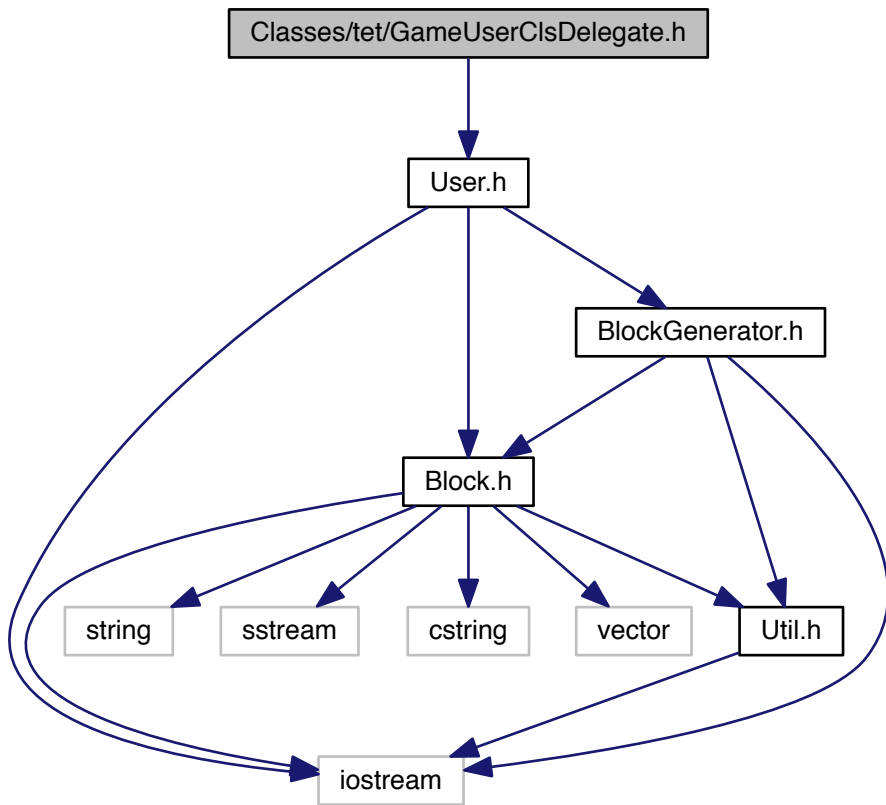 Classes/tet/GameUserClsDelegate.h
User.h
BlockGenerator.h
Block.h
string
sstream
cstring
vector
Util.h
iostream